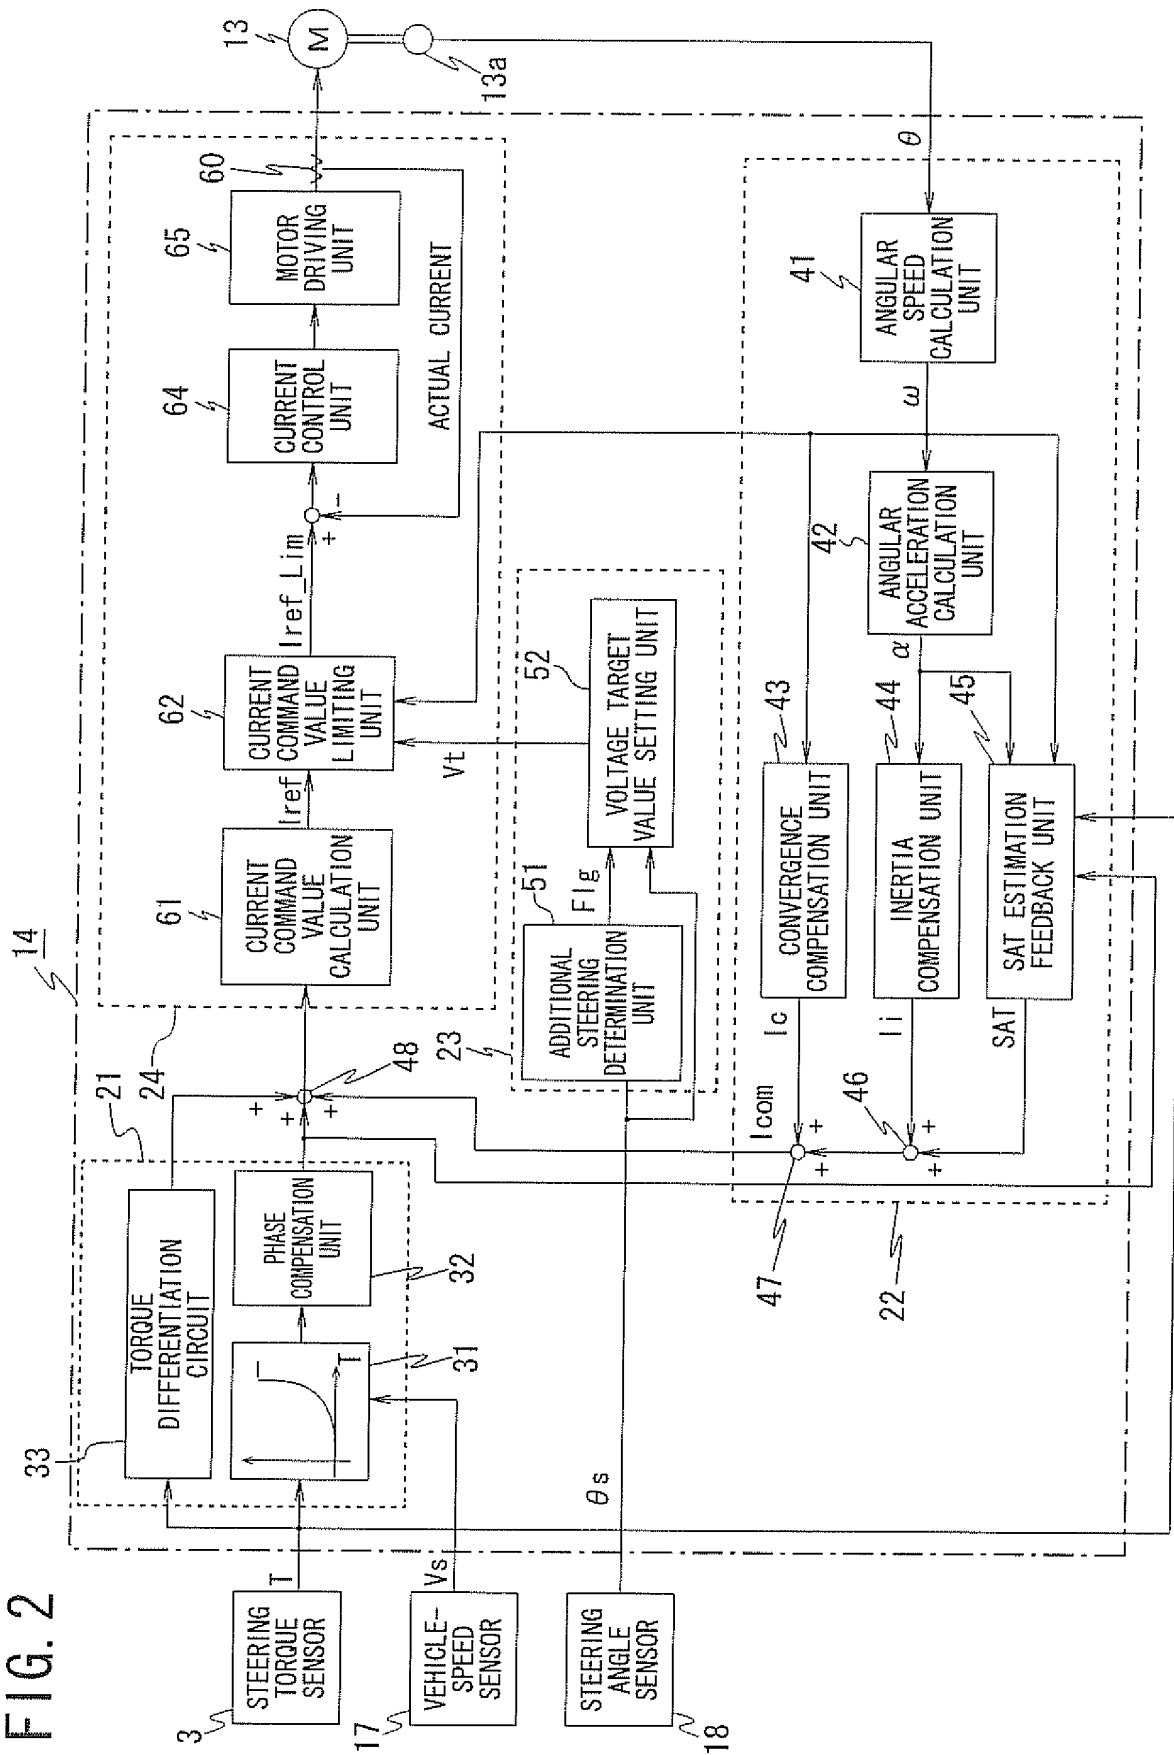 FIG. 2
14
3
STEERING
TORQUE
SENSOR
T
17
VEHICLE-
SPEED
SENSOR
Vs
18
STEERING
ANGLE
SENSOR
θs
21
33
TORQUE
DIFFERENTIATION
CIRCUIT
T
31
PHASE
COMPENSATION
UNIT
32
+
+
+
48
24
61
CURRENT
COMMAND
VALUE
CALCULATION
UNIT
Iref
62
CURRENT
COMMAND
VALUE
LIMITING
UNIT
Iref_Lim
+
-
64
CURRENT
CONTROL
UNIT
65
MOTOR
DRIVING
UNIT
60
ACTUAL CURRENT
13
M
13a
23
51
ADDITIONAL
STEERING
DETERMINATION
UNIT
Flg
52
VOLTAGE TARGET
VALUE SETTING UNIT
Vt
22
θ
41
ANGULAR
SPEED
CALCULATION
UNIT
ω
42
ANGULAR
ACCELERATION
CALCULATION
UNIT
α
43
CONVERGENCE
COMPENSATION UNIT
Ic
44
INERTIA
COMPENSATION UNIT
Ii
45
SAT ESTIMATION
FEEDBACK UNIT
SAT
46
+
+
47
+
+
Icom